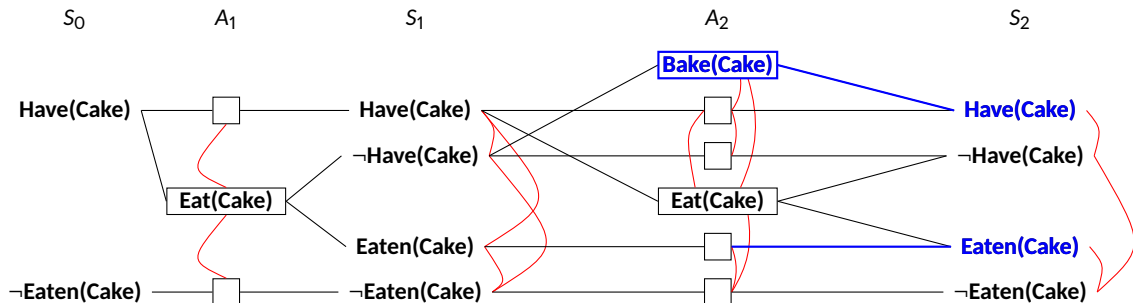 S0 A1 S1 A2 S2
Bake(Cake)
Have(Cake) Have(Cake) Have(Cake)
¬Have(Cake) ¬Have(Cake)
Eat(Cake) Eat(Cake)
Eaten(Cake) Eaten(Cake)
¬Eaten(Cake) ¬Eaten(Cake) ¬Eaten(Cake)